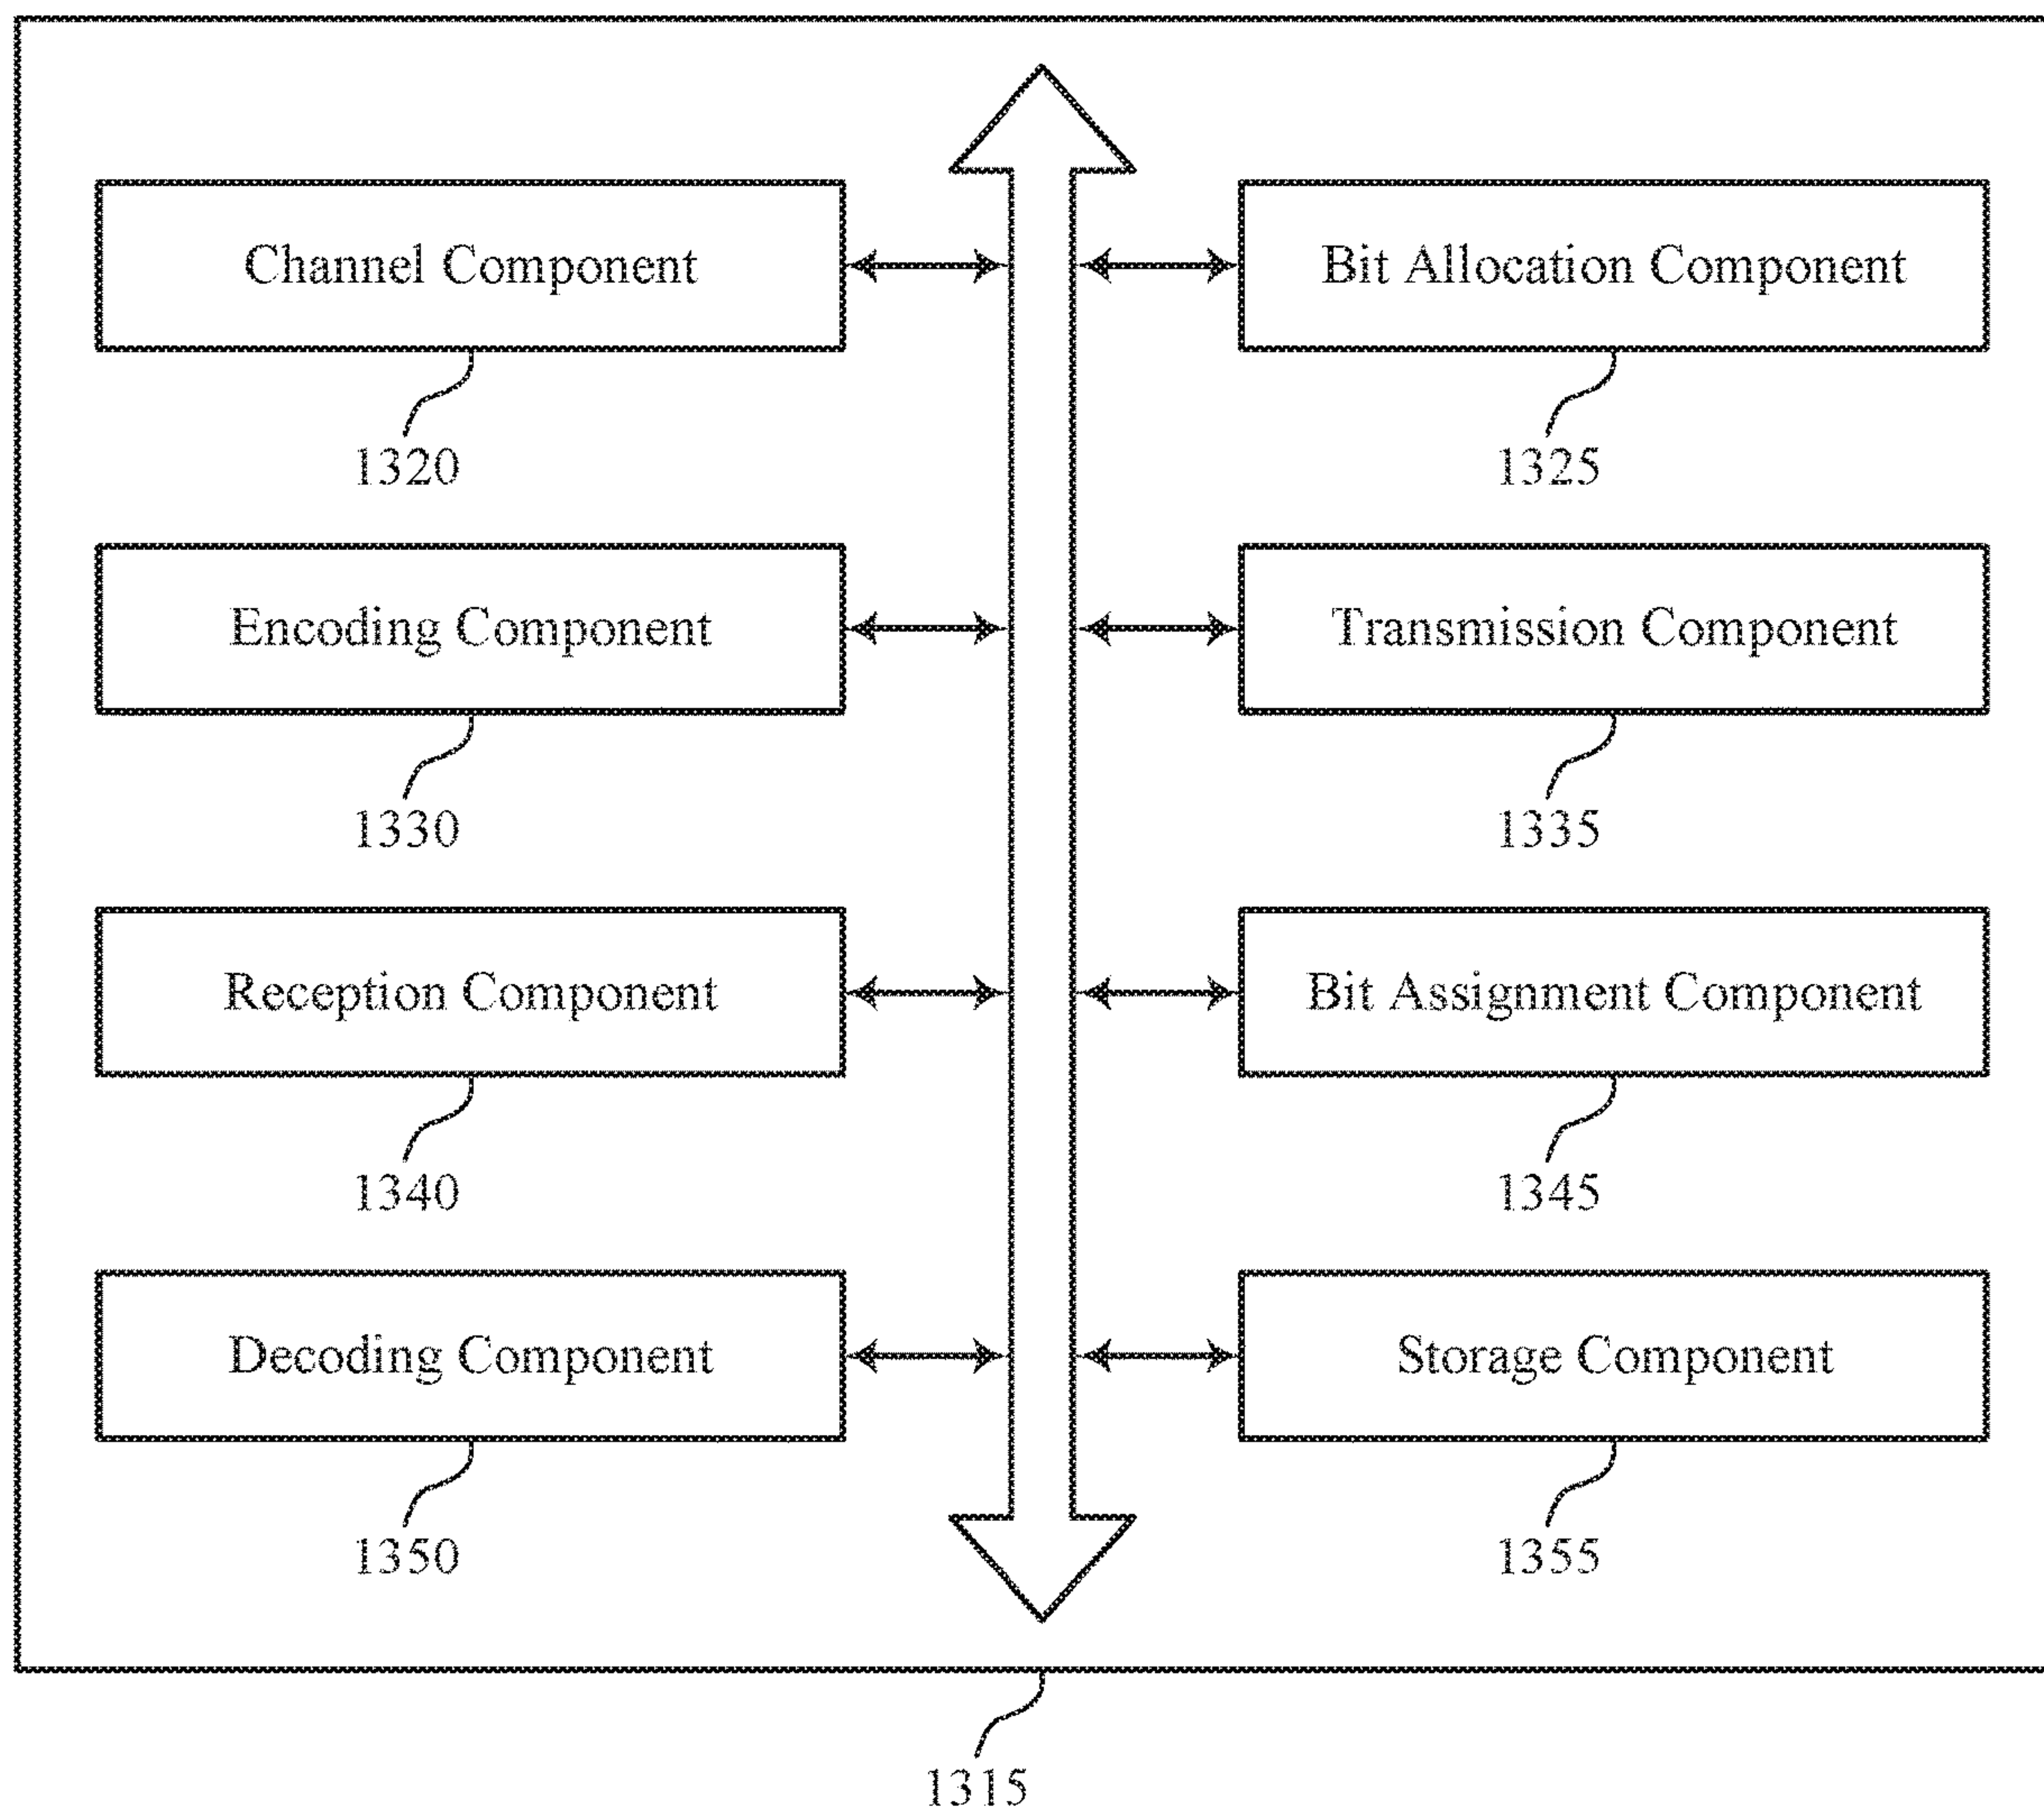 Channel Component
Bit Allocation Component
1320
1325
Encoding Component
Transmission Component
1330
1335
Reception Component
Bit Assignment Component
1340
1345
Decoding Component
Storage Component
1350
1355
1315